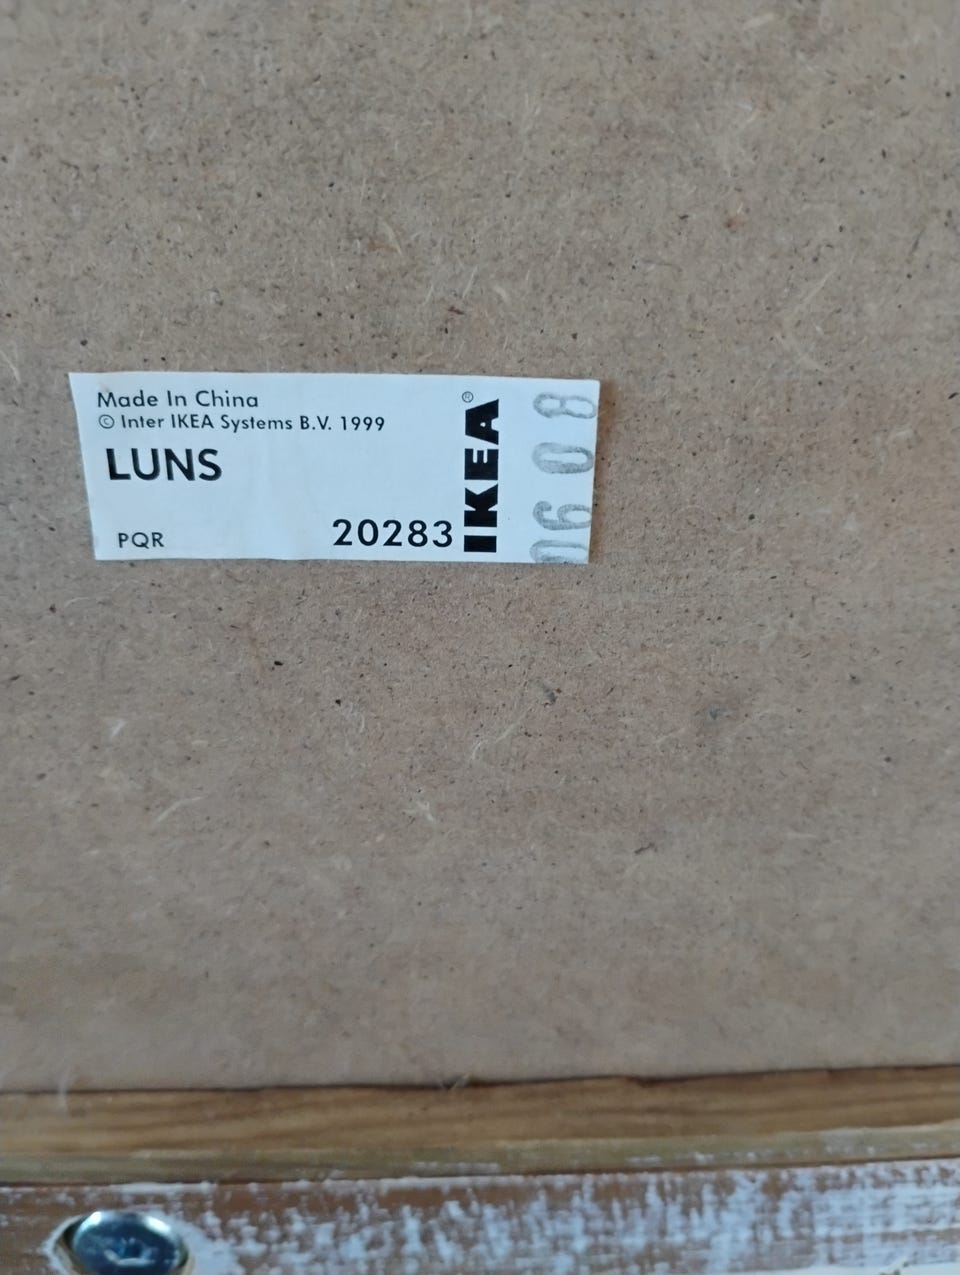 Made In China
© Inter IKEA Systems B.V. 1999
LUNS
PQR
20283
IKEA®
0608